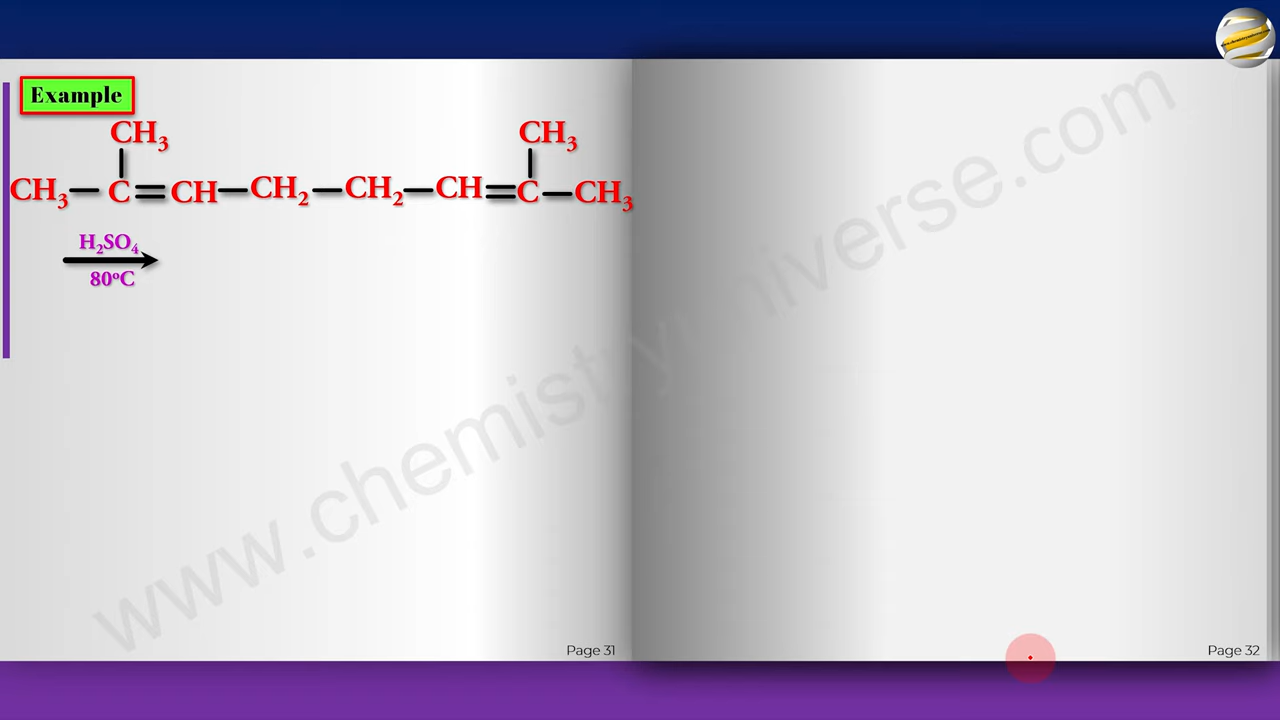 Example
CH₃ CH₃
CH₃—C=CH—CH₂—CH₂—CH=C—CH₃
H₂SO₄
80°C
www.chemistryuniverse.com
Page 31
Page 32